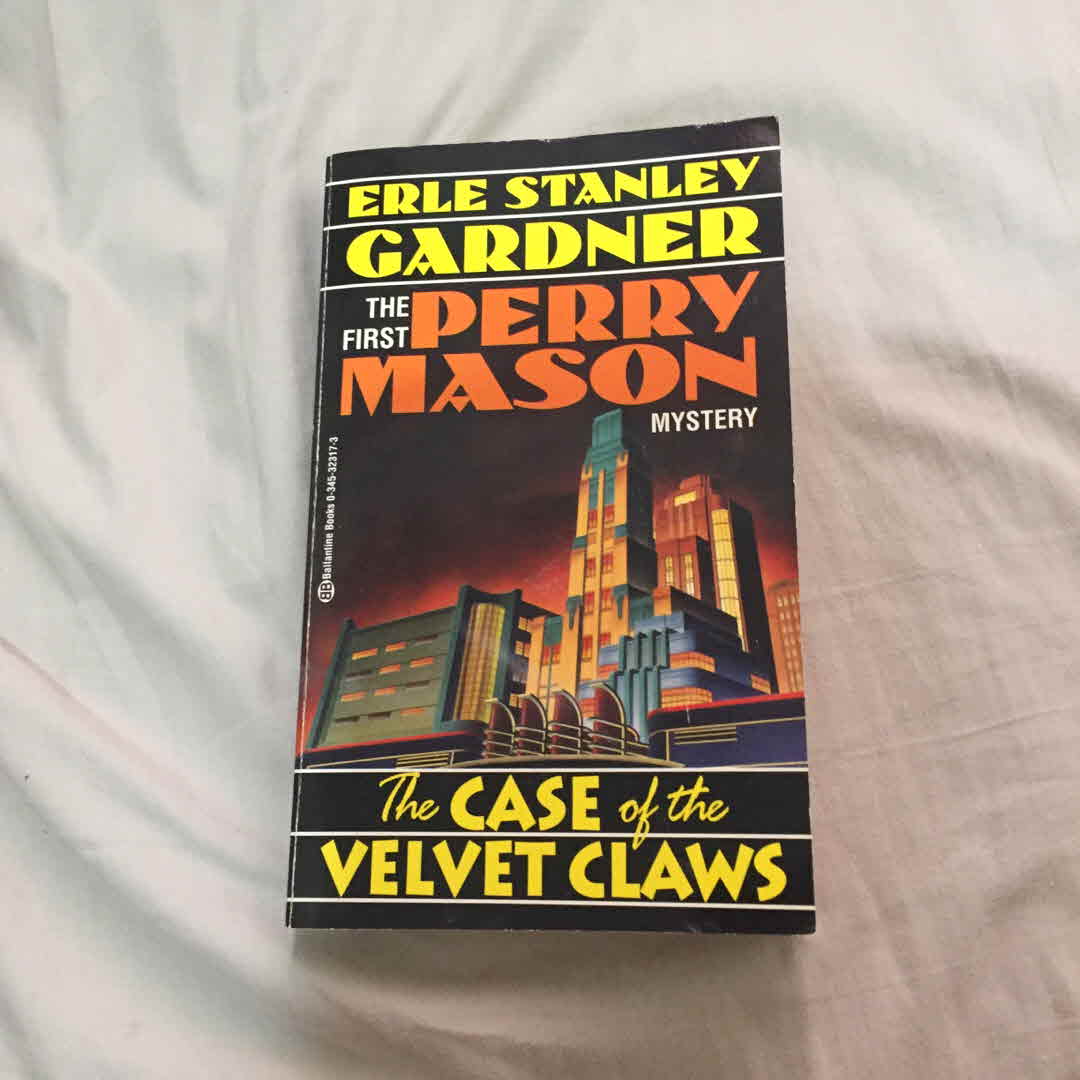 ERLE STANLEY
GARDNER
THE FIRST PERRY
MASON
MYSTERY
BB Ballantine Books 0-345-32317-3
The CASE of the
VELVET CLAWS